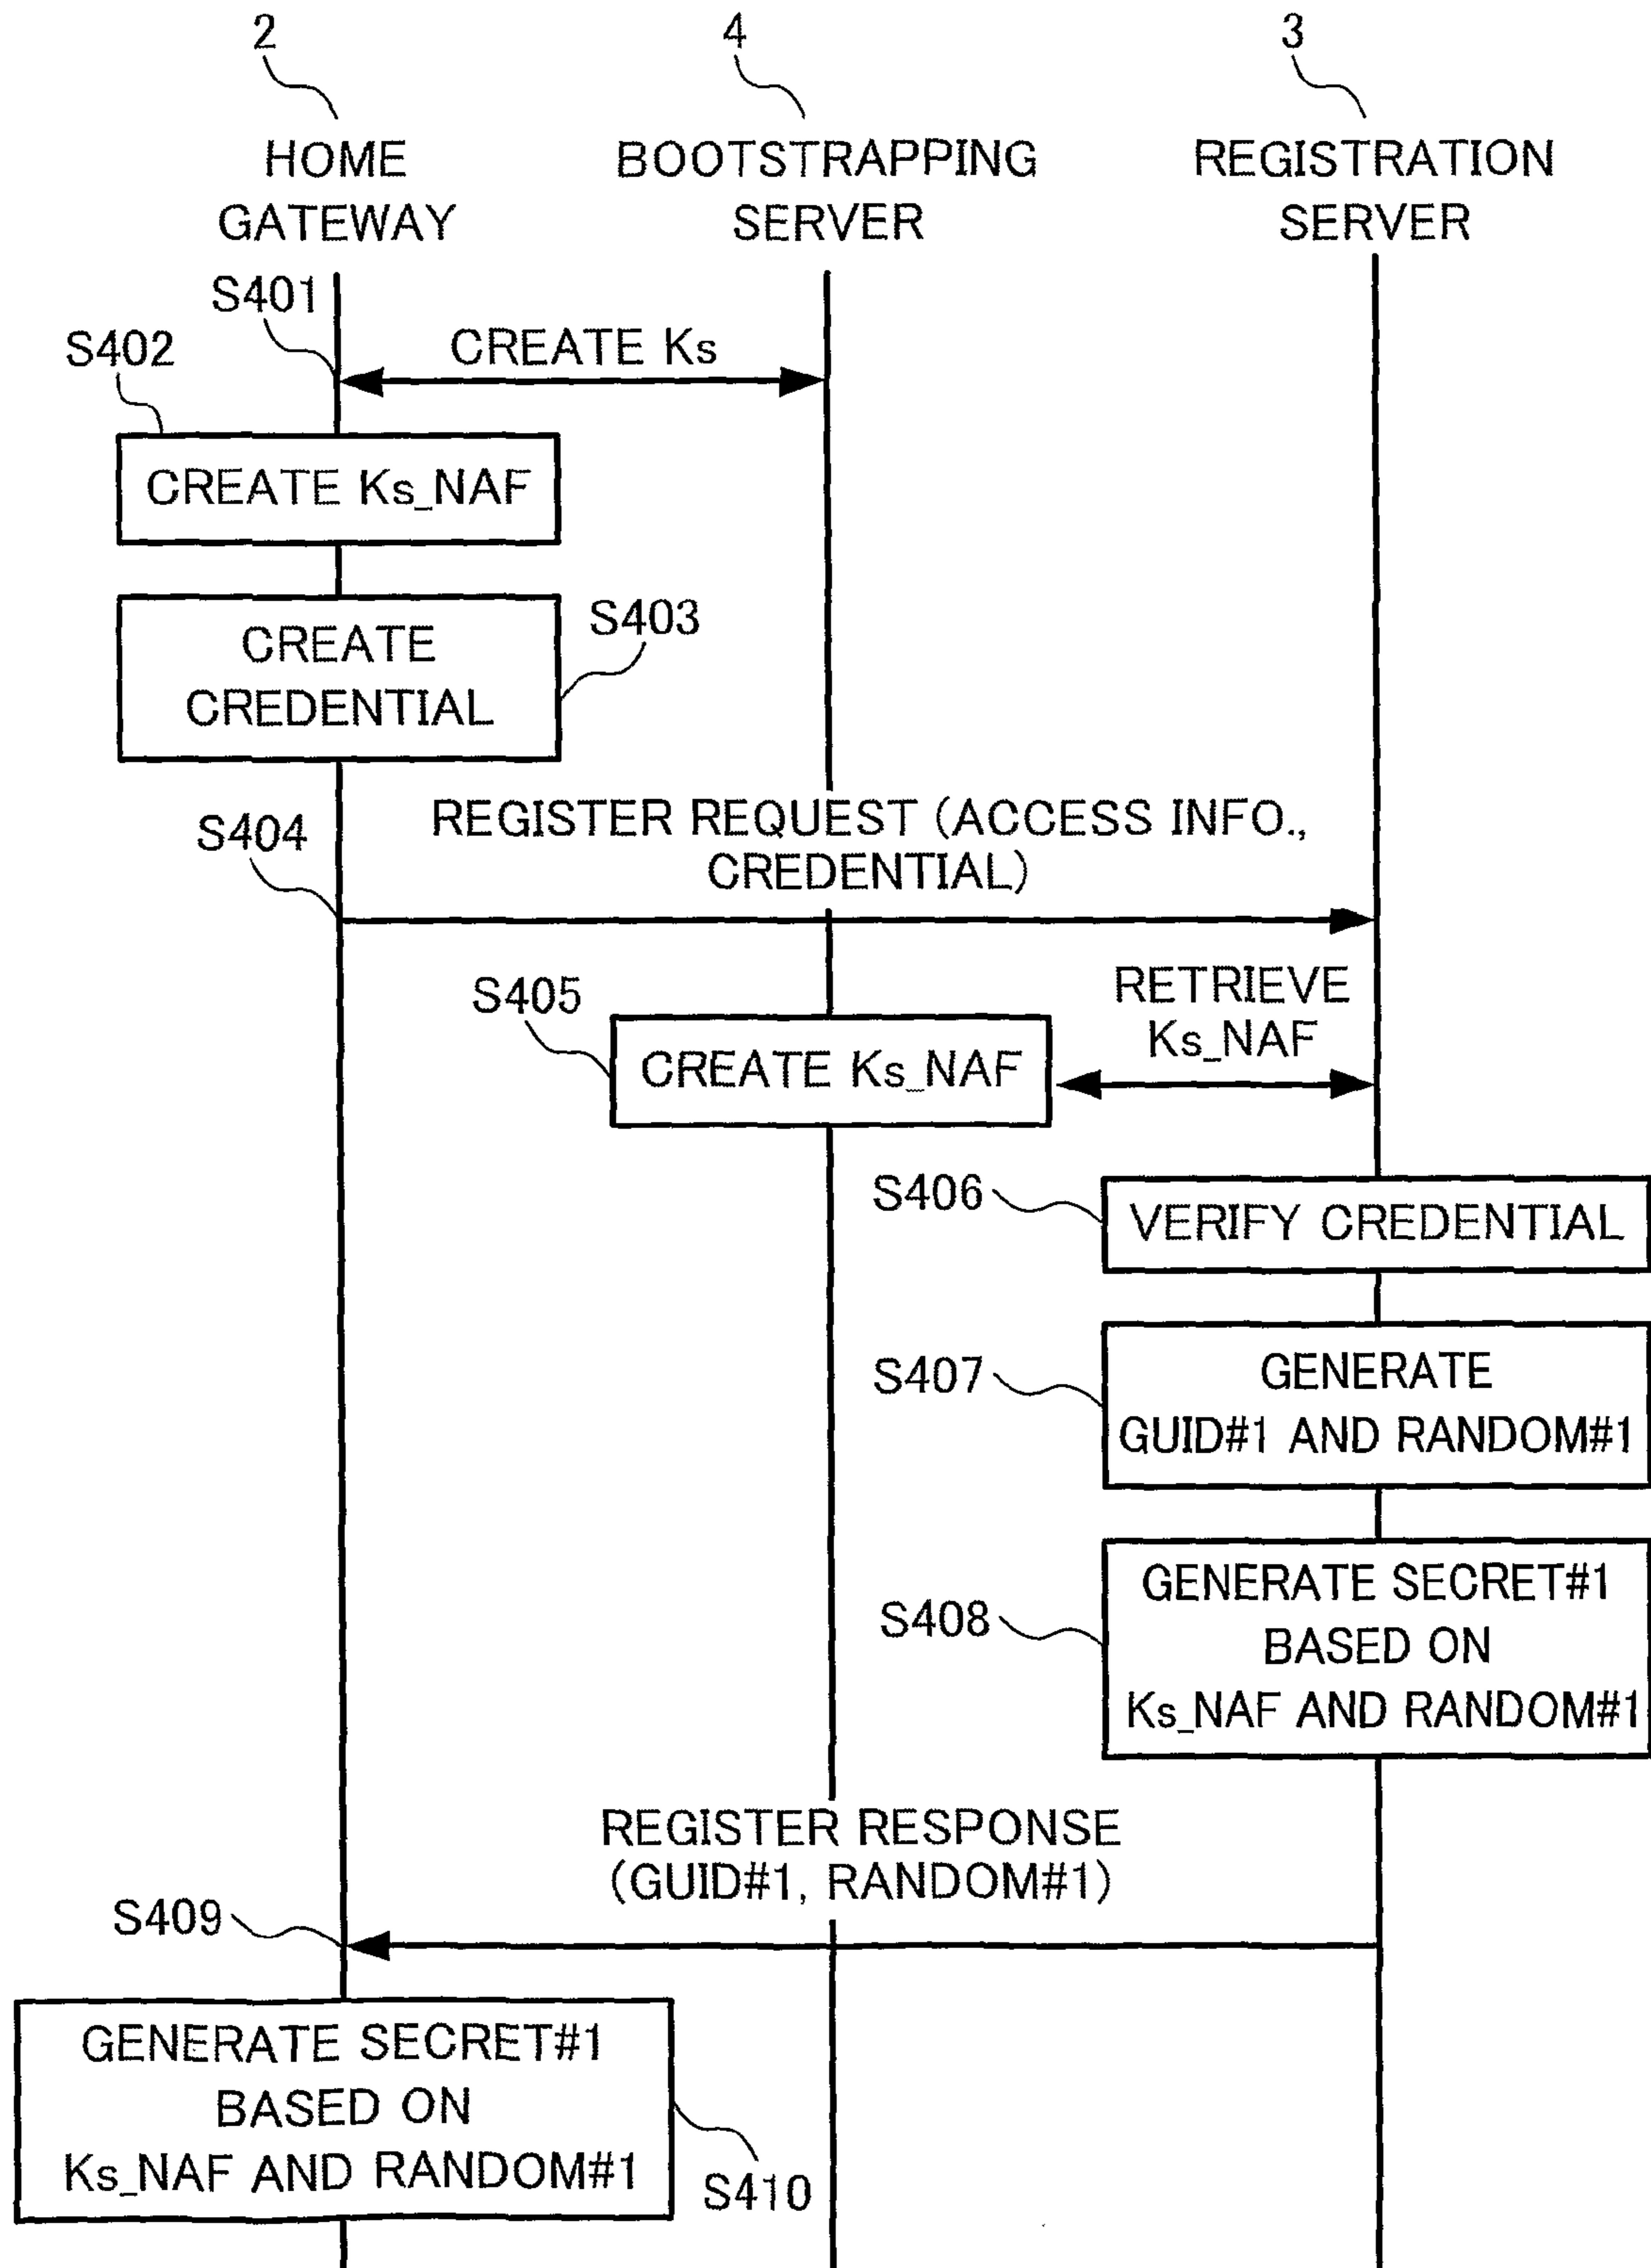 2
4
3
HOME
GATEWAY
BOOTSTRAPPING
SERVER
REGISTRATION
SERVER
S401
CREATE Ks
S402
CREATE Ks_NAF
S403
CREATE
CREDENTIAL
S404
REGISTER REQUEST (ACCESS INFO.,
CREDENTIAL)
S405
CREATE Ks_NAF
RETRIEVE
Ks_NAF
S406
VERIFY CREDENTIAL
S407
GENERATE
GUID#1 AND RANDOM#1
S408
GENERATE SECRET#1
BASED ON
Ks_NAF AND RANDOM#1
REGISTER RESPONSE
(GUID#1, RANDOM#1)
S409
GENERATE SECRET#1
BASED ON
Ks_NAF AND RANDOM#1
S410